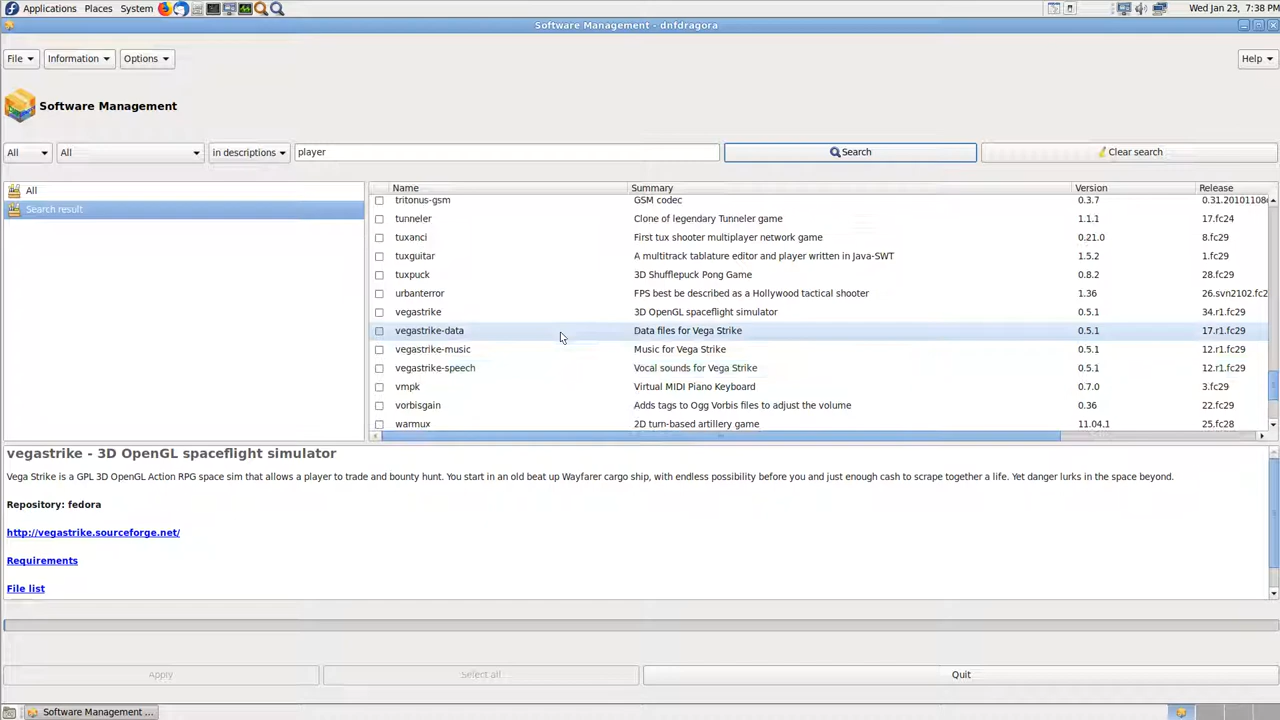 Applications Places System Wed Jan 23, 7:38 PM
Software Management - dnfdragora
File Information Options Help
Software Management
All All in descriptions player Search Clear search
All
Search result
Name Summary Version Release
tritonus-gsm GSM codec 0.3.7 0.31.20101108
tunneler Clone of legendary Tunneler game 1.1.1 17.fc24
tuxanci First tux shooter multiplayer network game 0.21.0 8.fc29
tuxguitar A multitrack tablature editor and player written in Java-SWT 1.5.2 1.fc29
tuxpuck 3D Shufflepuck Pong Game 0.8.2 28.fc29
urbanterror FPS best be described as a Hollywood tactical shooter 1.36 26.svn2102.fc2
vegastrike 3D OpenGL spaceflight simulator 0.5.1 34.r1.fc29
vegastrike-data Data files for Vega Strike 0.5.1 17.r1.fc29
vegastrike-music Music for Vega Strike 0.5.1 12.r1.fc29
vegastrike-speech Vocal sounds for Vega Strike 0.5.1 12.r1.fc29
vmpk Virtual MIDI Piano Keyboard 0.7.0 3.fc29
vorbisgain Adds tags to Ogg Vorbis files to adjust the volume 0.36 22.fc29
warmux 2D turn-based artillery game 11.04.1 25.fc28
vegastrike - 3D OpenGL spaceflight simulator
Vega Strike is a GPL 3D OpenGL Action RPG space sim that allows a player to trade and bounty hunt. You start in an old beat up Wayfarer cargo ship, with endless possibility before you and just enough cash to scrape together a life. Yet danger lurks in the space beyond.
Repository: fedora
http://vegastrike.sourceforge.net/
Requirements
File list
Apply Select all Quit
Software Management ...